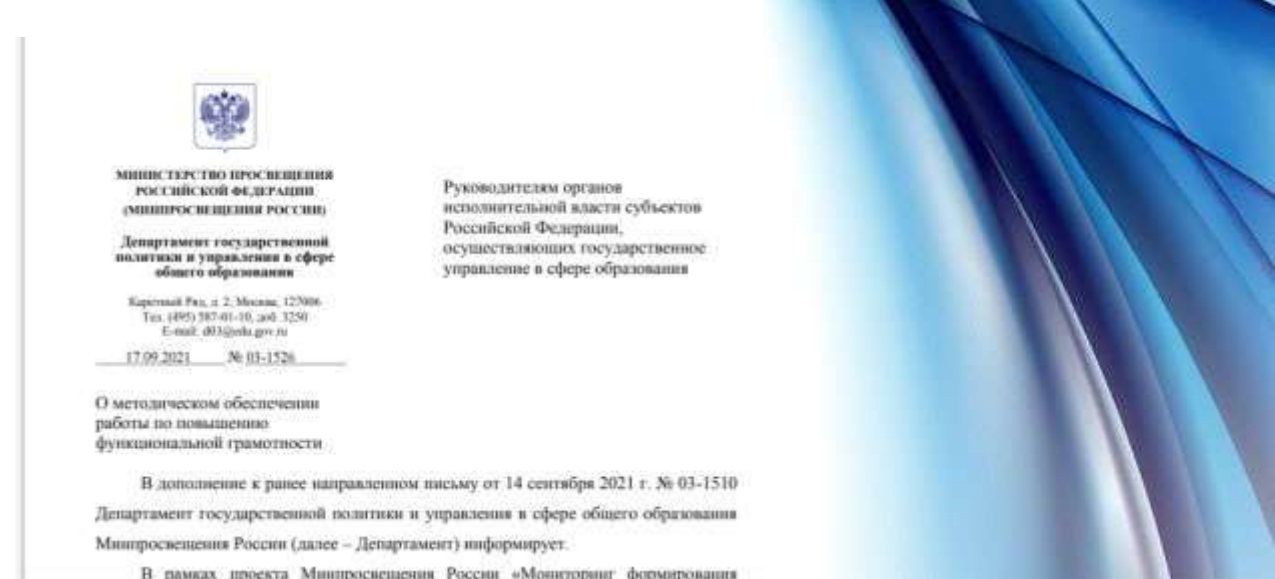 МИНИСТЕРСТВО ПРОСВЕЩЕНИЯ
РОССИЙСКОЙ ФЕДЕРАЦИИ
(МИНПРОСВЕЩЕНИЯ РОССИИ)
Департамент государственной
политики и управления в сфере
общего образования
Каретный Ряд, д. 2, Москва, 127006
Тел. (495) 587-01-10, доб. 3250
E-mail: d03@edu.gov.ru
17.09.2021 № 03-1526
Руководителям органов
исполнительной власти субъектов
Российской Федерации,
осуществляющих государственное
управление в сфере образования
О методическом обеспечении
работы по повышению
функциональной грамотности
В дополнение к ранее направленном письму от 14 сентября 2021 г. № 03-1510
Департамент государственной политики и управления в сфере общего образования
Минпросвещения России (далее – Департамент) информирует.
В рамках проекта Минпросвещения России «Мониторинг формирования